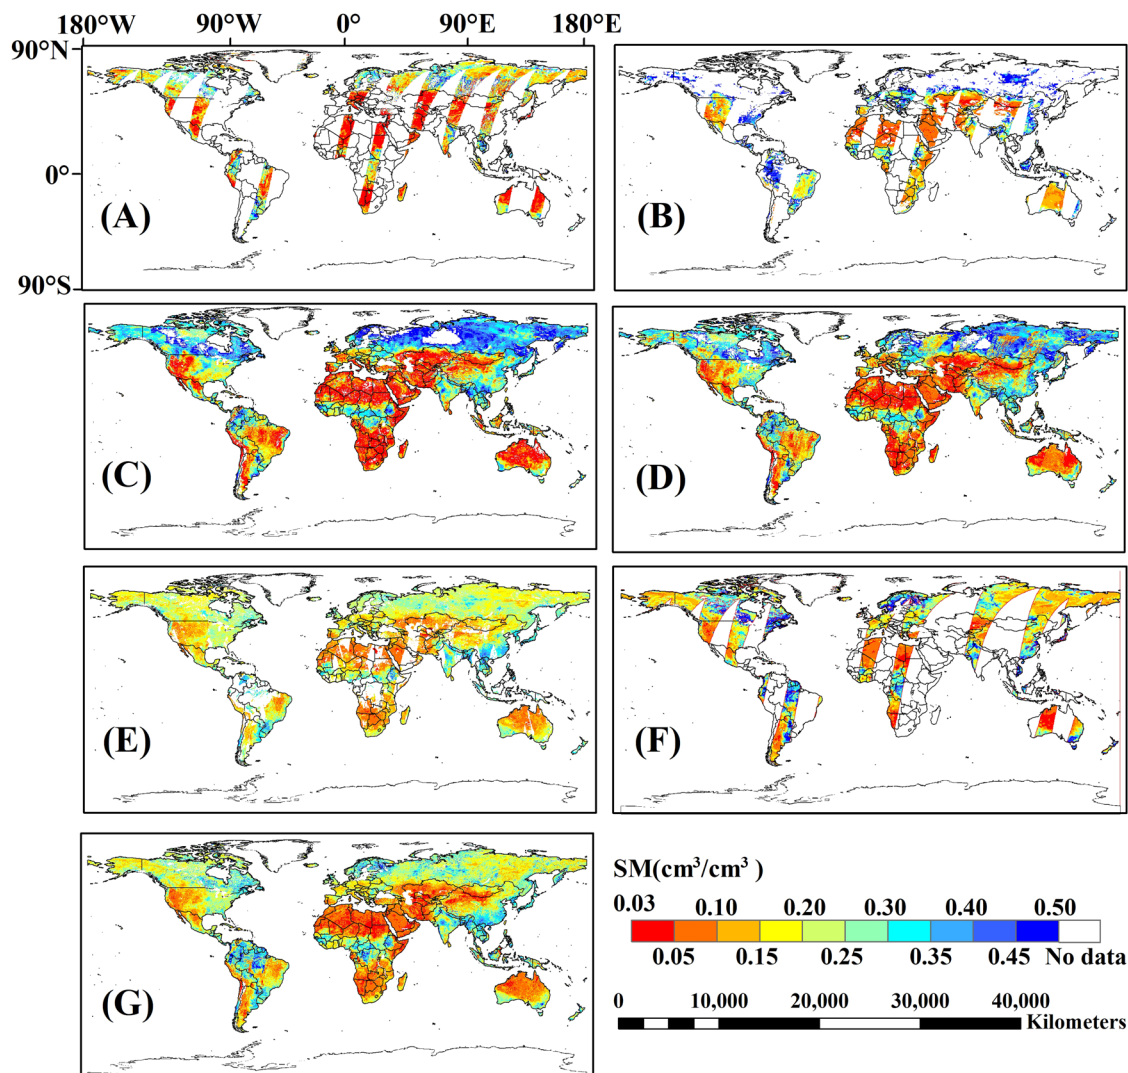 180°W 90°W 0° 90°E 180°E
90°N
0°
90°S
(A)
(B)
(C)
(D)
(E)
(F)
(G)
SM(cm³/cm³ )
0.03 0.10 0.20 0.30 0.40 0.50
0.05 0.15 0.25 0.35 0.45 No data
0 10,000 20,000 30,000 40,000
Kilometers